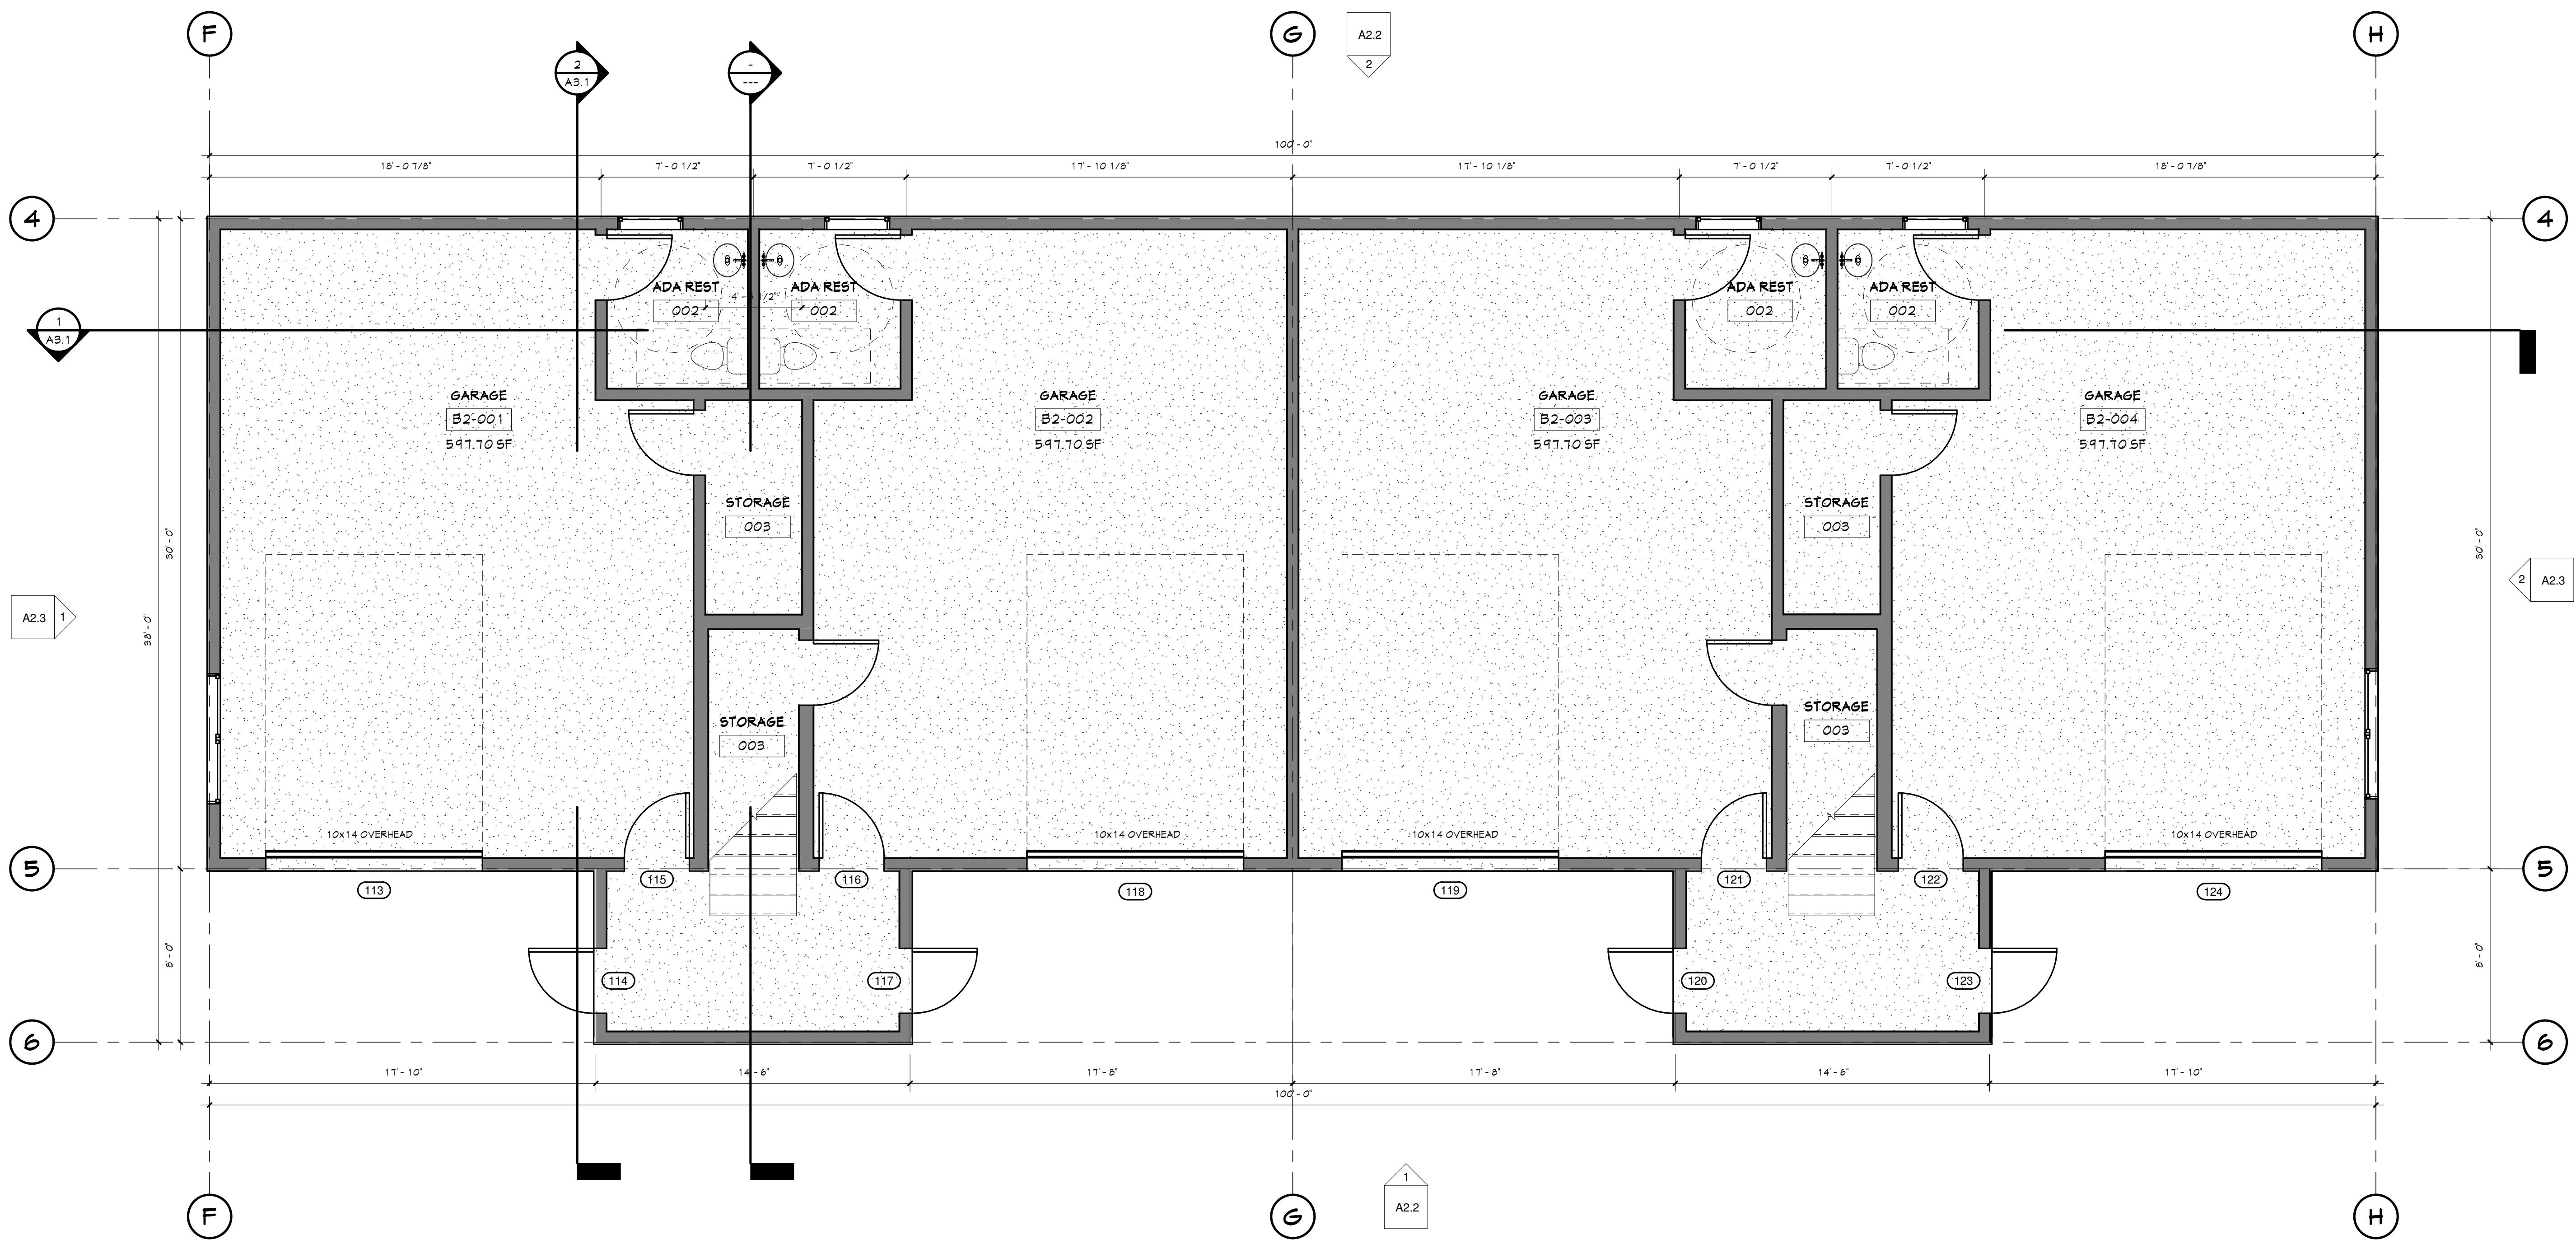 F
G
H
A2.2
2
2
A3.1
-
---
100' - 0"
18' - 0 7/8"
7' - 0 1/2"
7' - 0 1/2"
17' - 10 1/8"
17' - 10 1/8"
7' - 0 1/2"
7' - 0 1/2"
18' - 0 7/8"
4
4
ADA REST
002
ADA REST
002
ADA REST
002
ADA REST
002
1
A3.1
GARAGE
B2-001
597.70 SF
GARAGE
B2-002
597.70 SF
GARAGE
B2-003
597.70 SF
GARAGE
B2-004
597.70 SF
STORAGE
003
STORAGE
003
30' - 0"
38' - 0"
30' - 0"
A2.3
1
2
A2.3
STORAGE
003
STORAGE
003
10x14 OVERHEAD
10x14 OVERHEAD
10x14 OVERHEAD
10x14 OVERHEAD
5
5
113
115
116
118
119
121
122
124
8' - 0"
8' - 0"
114
117
120
123
6
6
17' - 10"
14' - 6"
17' - 8"
17' - 8"
14' - 6"
17' - 10"
100' - 0"
1
A2.2
F
G
H